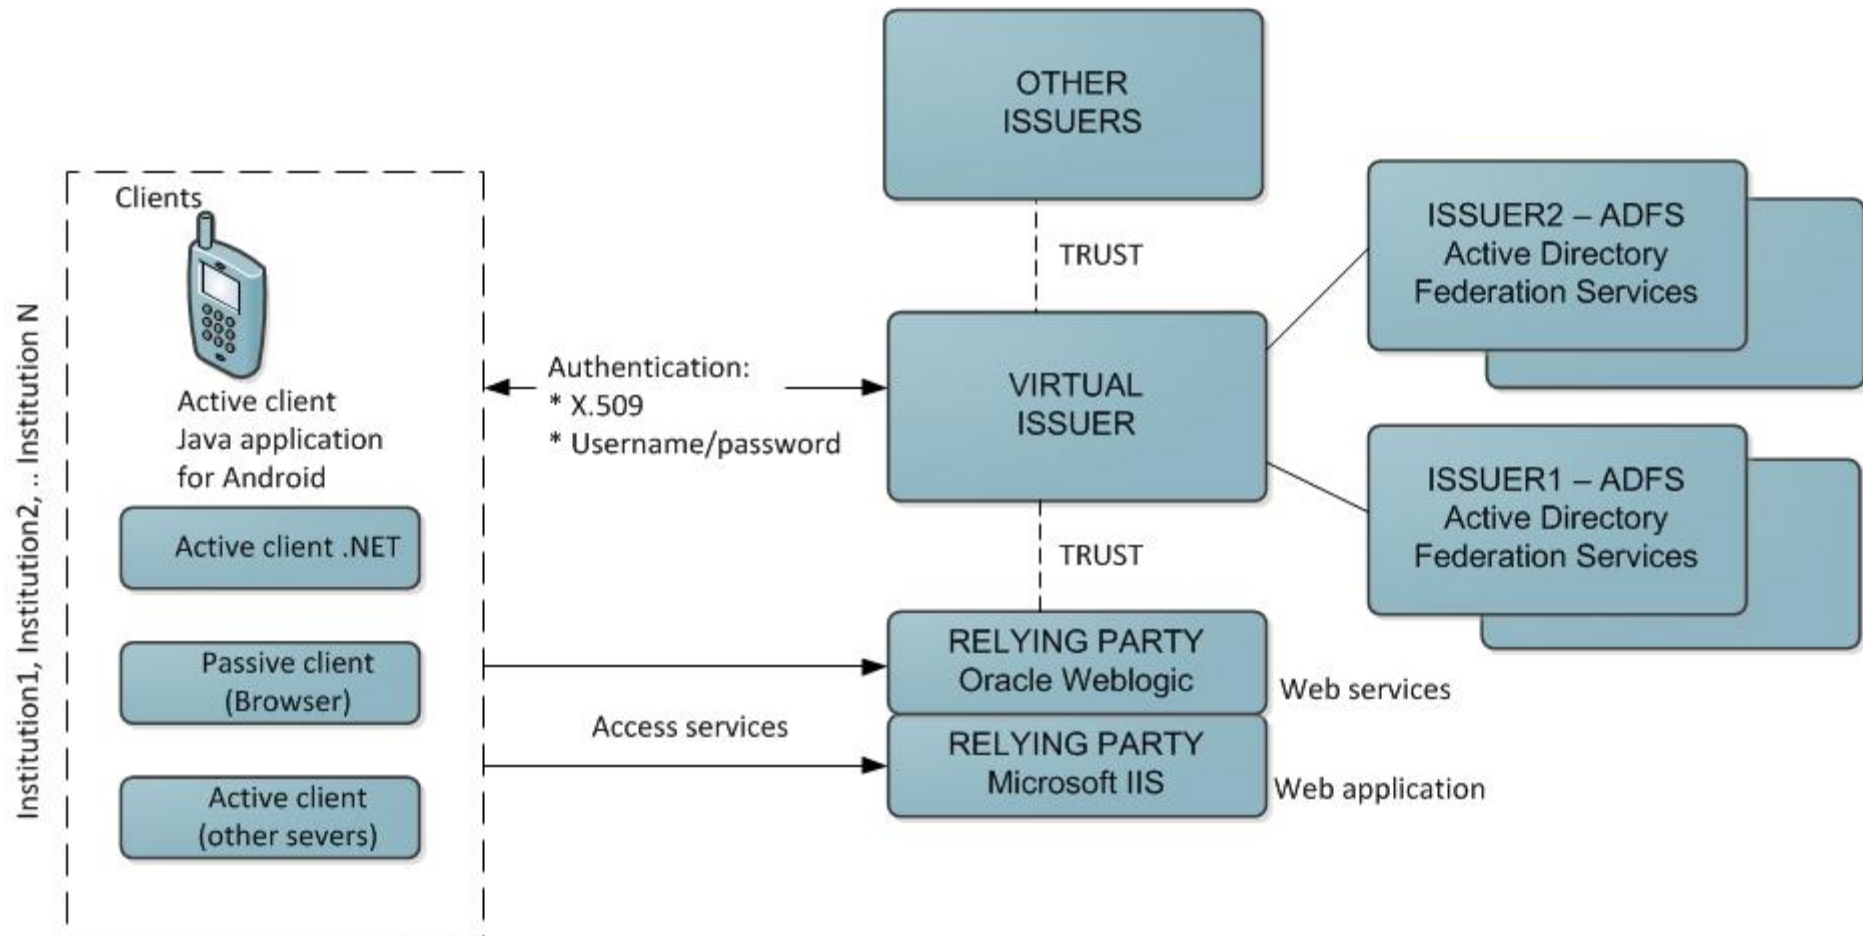 OTHER
ISSUERS
TRUST
ISSUER2 – ADFS
Active Directory
Federation Services
Clients
Institution1, Institution2, .. Institution N
Active client
Java application
for Android
Active client .NET
Passive client
(Browser)
Active client
(other severs)
Authentication:
* X.509
* Username/password
VIRTUAL
ISSUER
ISSUER1 – ADFS
Active Directory
Federation Services
TRUST
RELYING PARTY
Oracle Weblogic
Web services
Access services
RELYING PARTY
Microsoft IIS
Web application